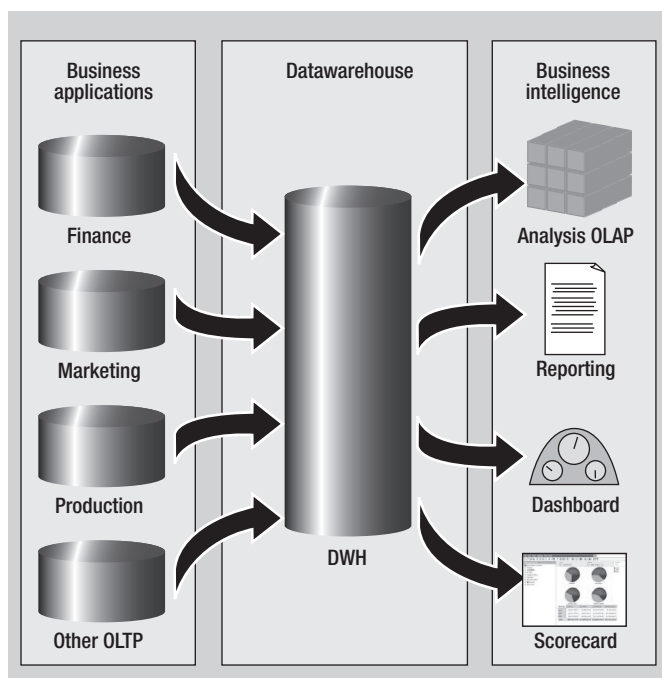 Business
applications
Finance
Marketing
Production
Other OLTP
Datawarehouse
DWH
Business
intelligence
Analysis OLAP
Reporting
Dashboard
Scorecard